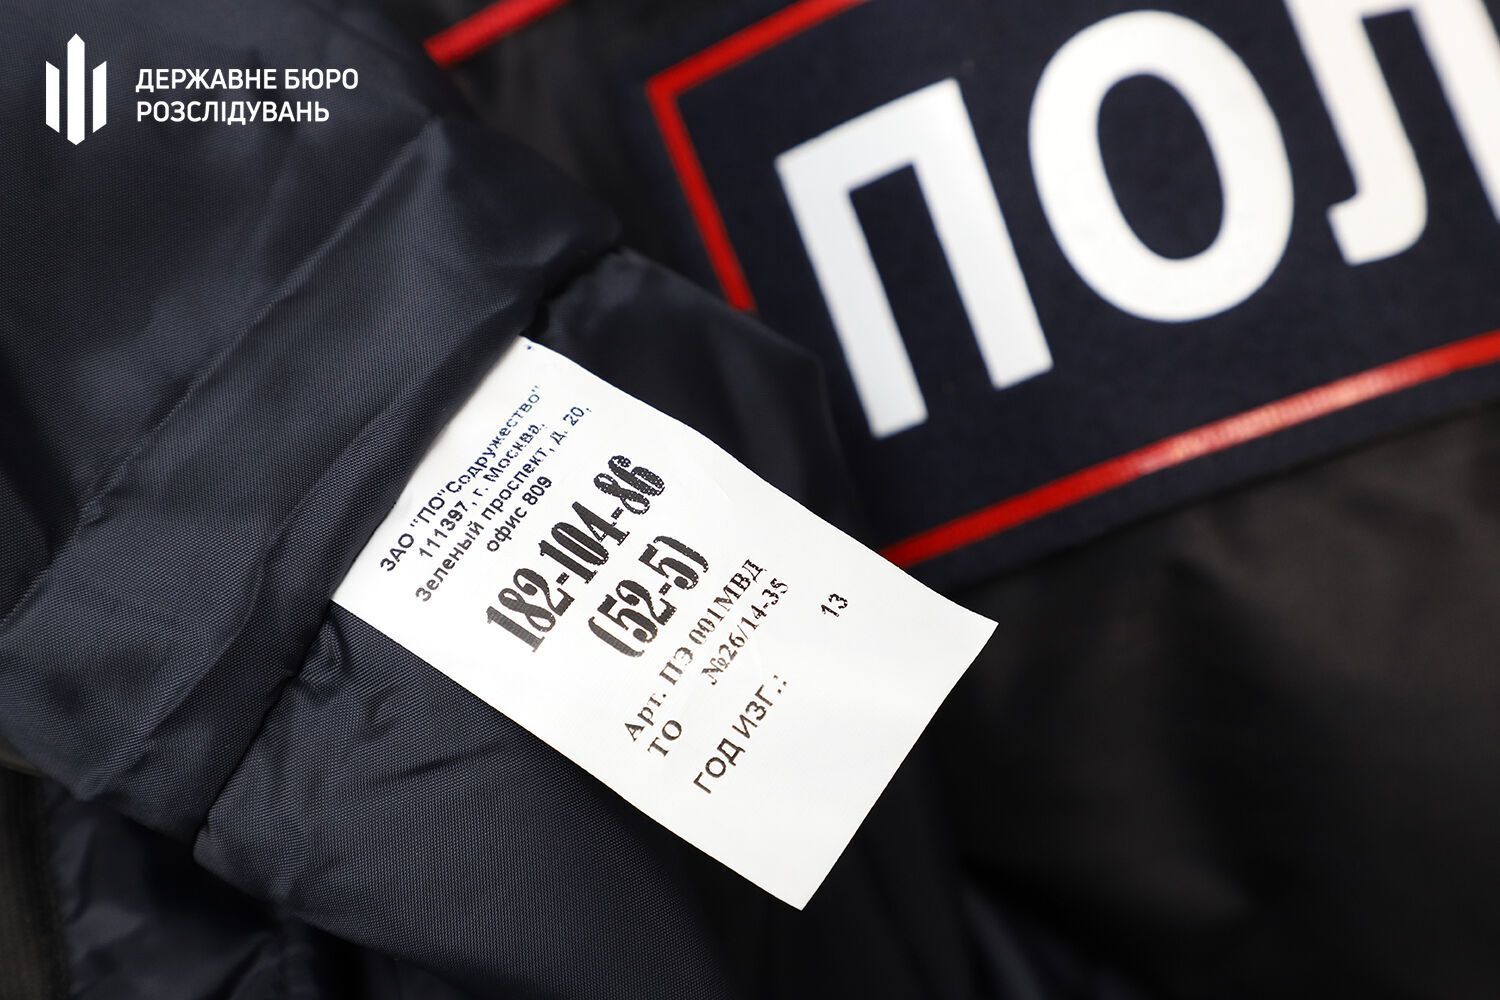 ДЕРЖАВНЕ БЮРО
РОЗСЛІДУВАНЬ
ПОЛ
ЗАО "ПО"Содружество"
111397, г. Москва,
Зеленый проспект, д. 20,
офис 809
182-104-86
(52-5)
Арт. ПЭ 001МВД
ТО №26/14-35
ГОД ИЗГ.: 13